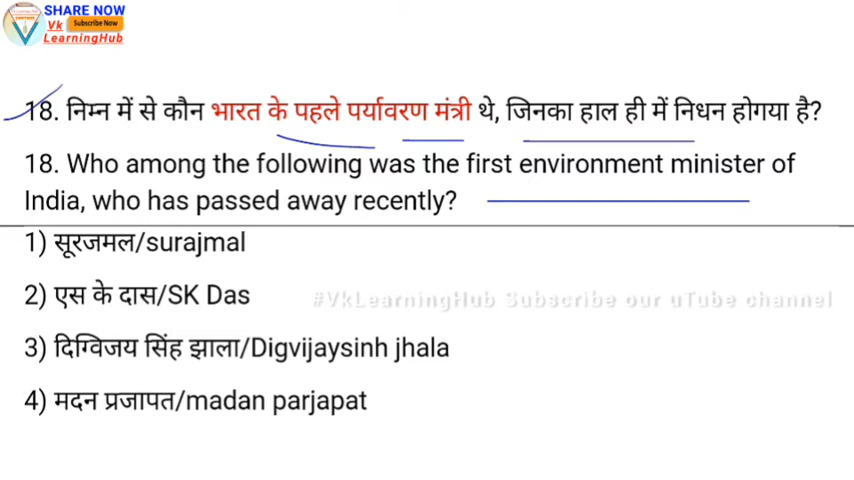 SHARE NOW
Vk
Subscribe Now
LearningHub
18. निम्न में से कौन भारत के पहले पर्यावरण मंत्री थे, जिनका हाल ही में निधन होगया है?
18. Who among the following was the first environment minister of
India, who has passed away recently?
1) सूरजमल/surajmal
2) एस के दास/SK Das
#VkLearningHub Subscribe our uTube channel
3) दिग्विजय सिंह झाला/Digvijaysinh jhala
4) मदन प्रजापत/madan parjapat